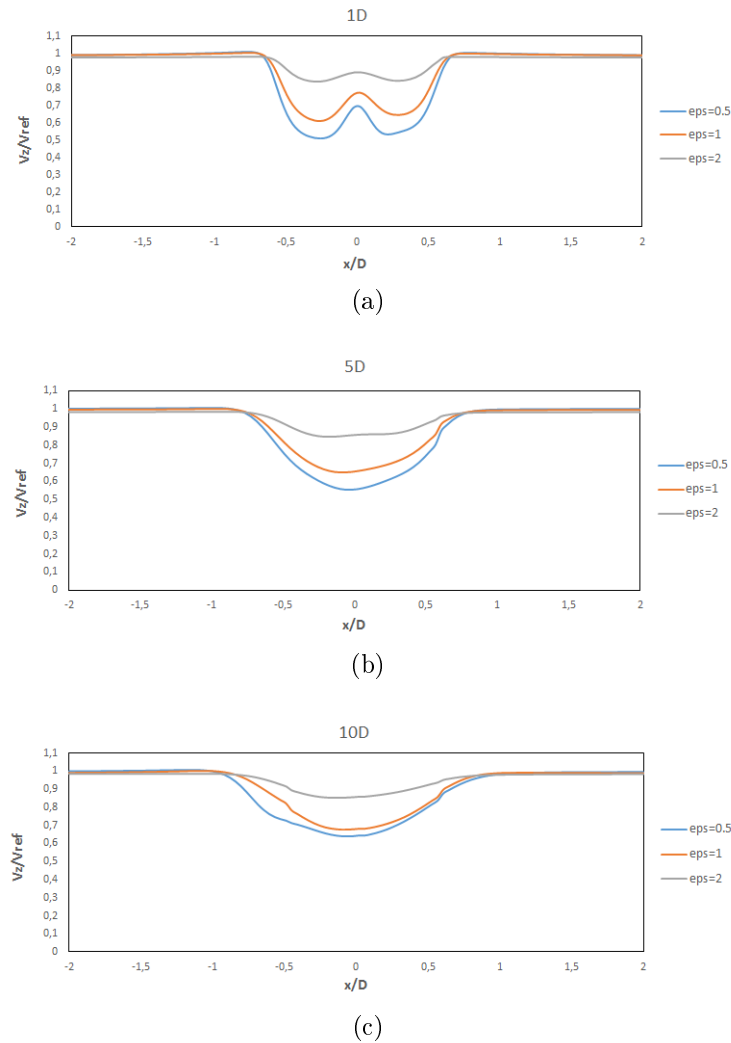 1D
1,1
1
0,9
0,8
0,7
0,6
0,5
0,4
0,3
0,2
0,1
0
Vz/Vref
-2 -1,5 -1 -0,5 0 0,5 1 1,5 2
x/D
eps=0.5
eps=1
eps=2
(a)
5D
1,1
1
0,9
0,8
0,7
0,6
0,5
0,4
0,3
0,2
0,1
0
Vz/Vref
-2 -1,5 -1 -0,5 0 0,5 1 1,5 2
x/D
eps=0.5
eps=1
eps=2
(b)
10D
1,1
1
0,9
0,8
0,7
0,6
0,5
0,4
0,3
0,2
0,1
0
Vz/Vref
-2 -1,5 -1 -0,5 0 0,5 1 1,5 2
x/D
eps=0.5
eps=1
eps=2
(c)